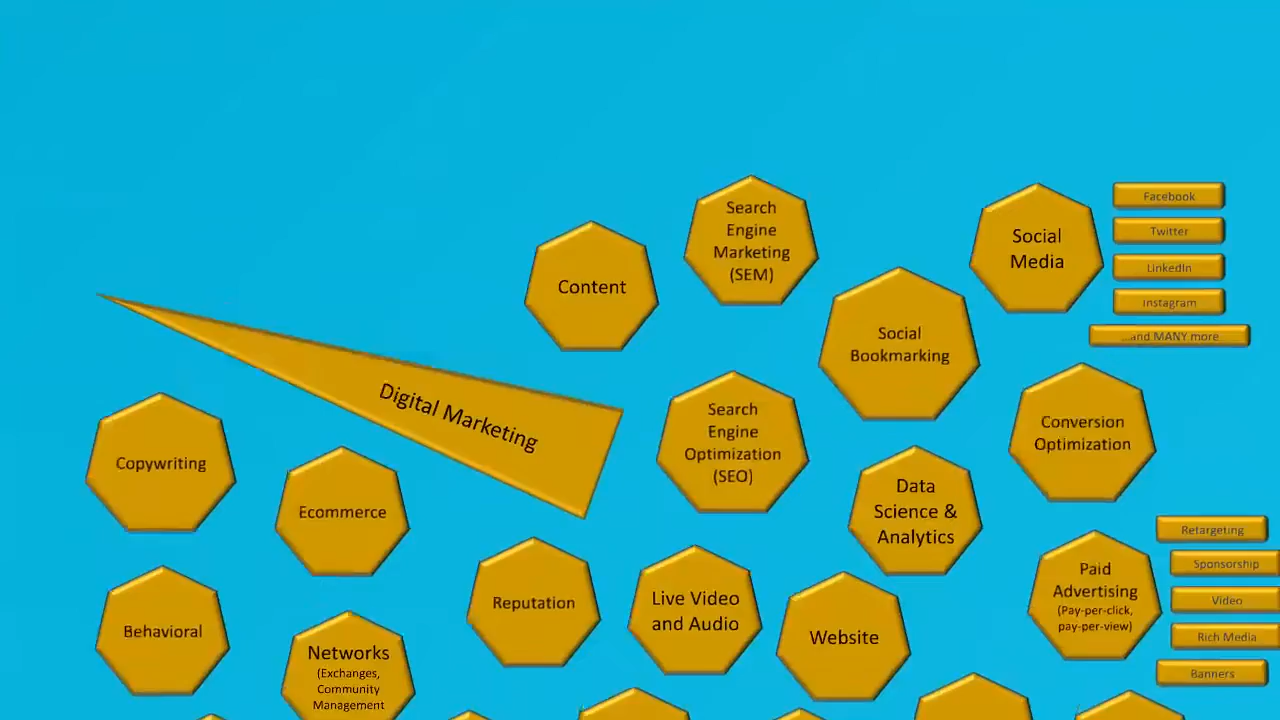 Search
Engine
Marketing
(SEM)
Content
Social
Media
Facebook
Twitter
LinkedIn
Instagram
...and MANY more
Social
Bookmarking
Digital Marketing
Search
Engine
Optimization
(SEO)
Conversion
Optimization
Copywriting
Ecommerce
Data
Science &
Analytics
Retargeting
Sponsorship
Video
Rich Media
Banners
Paid
Advertising
(Pay-per-click,
pay-per-view)
Reputation
Live Video
and Audio
Website
Behavioral
Networks
(Exchanges,
Community
Management